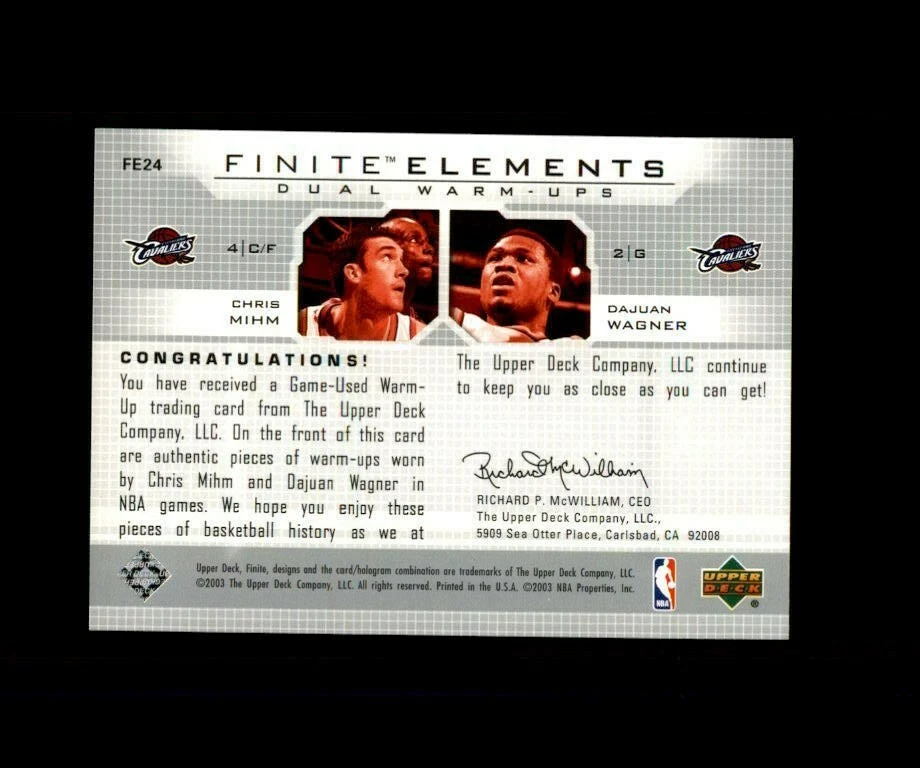 FE24
FINITE™ ELEMENTS
DUAL WARM-UPS
CAVALIERS
4|C/F
CHRIS
MIHM
2|G
CAVALIERS
DAJUAN
WAGNER
CONGRATULATIONS!
You have received a Game-Used Warm-
Up trading card from The Upper Deck
Company, LLC. On the front of this card
are authentic pieces of warm-ups worn
by Chris Mihm and Dajuan Wagner in
NBA games. We hope you enjoy these
pieces of basketball history as we at
The Upper Deck Company, LLC continue
to keep you as close as you can get!
Richard McWilliam
RICHARD P. McWILLIAM, CEO
The Upper Deck Company, LLC.,
5909 Sea Otter Place, Carlsbad, CA 92008
Upper Deck, Finite, designs and the card/hologram combination are trademarks of The Upper Deck Company, LLC.
©2003 The Upper Deck Company, LLC. All rights reserved. Printed in the U.S.A. ©2003 NBA Properties, Inc.
NBA
UPPER
DECK
®